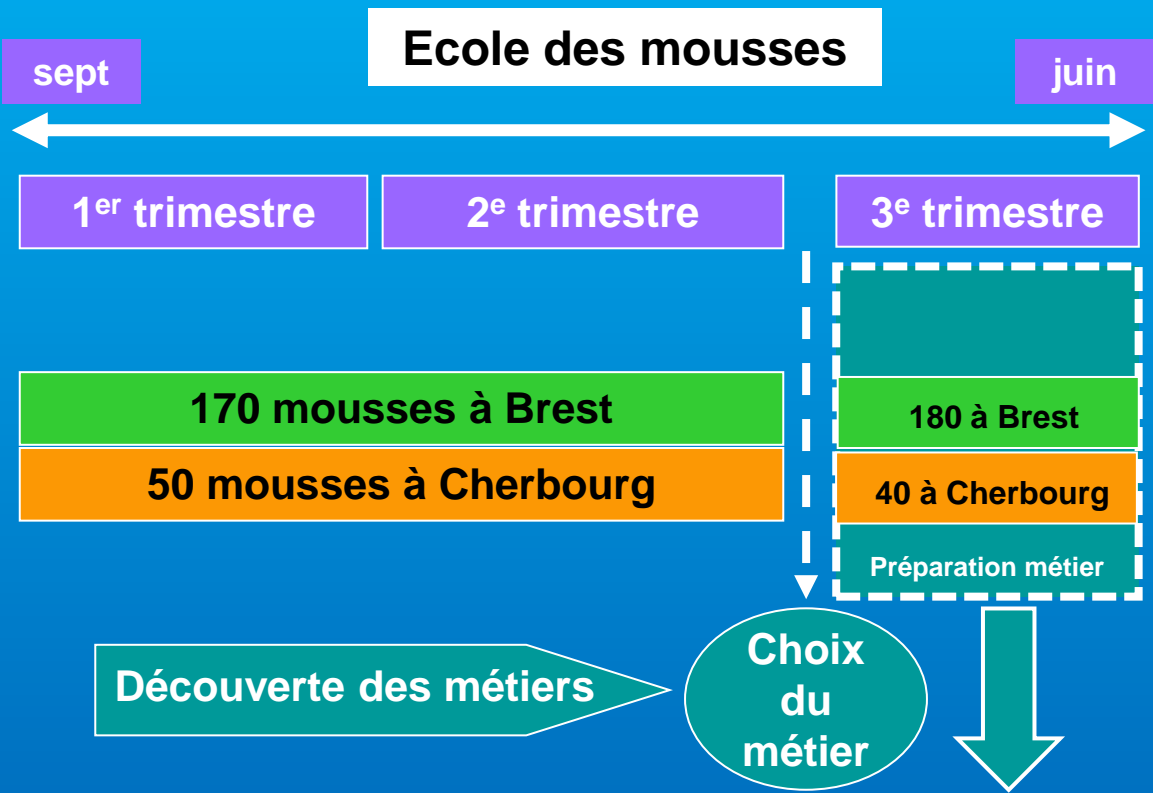 Ecole des mousses
sept
juin
1er trimestre
2e trimestre
3e trimestre
170 mousses à Brest
180 à Brest
50 mousses à Cherbourg
40 à Cherbourg
Préparation métier
Découverte des métiers
Choix
du
métier